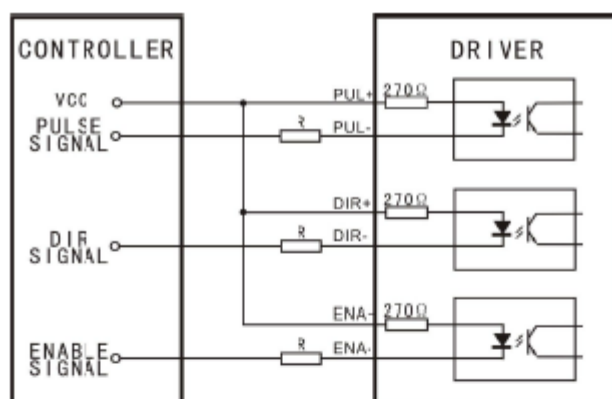 CONTROLLER
DRIVER
VCC
PUL+
270Ω
PULSE
SIGNAL
R
PUL-
DIR+
270Ω
DIR
SIGNAL
R
DIR-
ENA-
270Ω
ENABLE
SIGNAL
R
ENA-